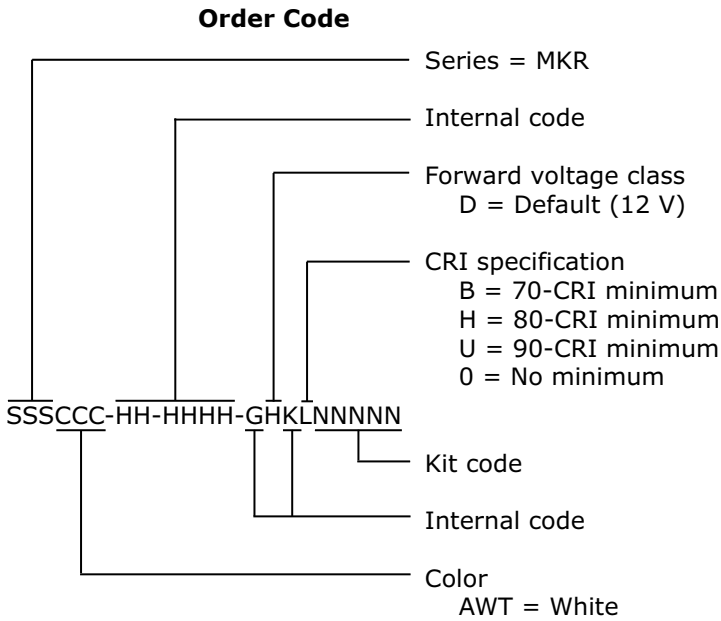 Order Code
Series = MKR
Internal code
Forward voltage class
D = Default (12 V)
CRI specification
B = 70-CRI minimum
H = 80-CRI minimum
U = 90-CRI minimum
0 = No minimum
SSSCCC-HH-HHHH-GHKLNNNNN
Kit code
Internal code
Color
AWT = White